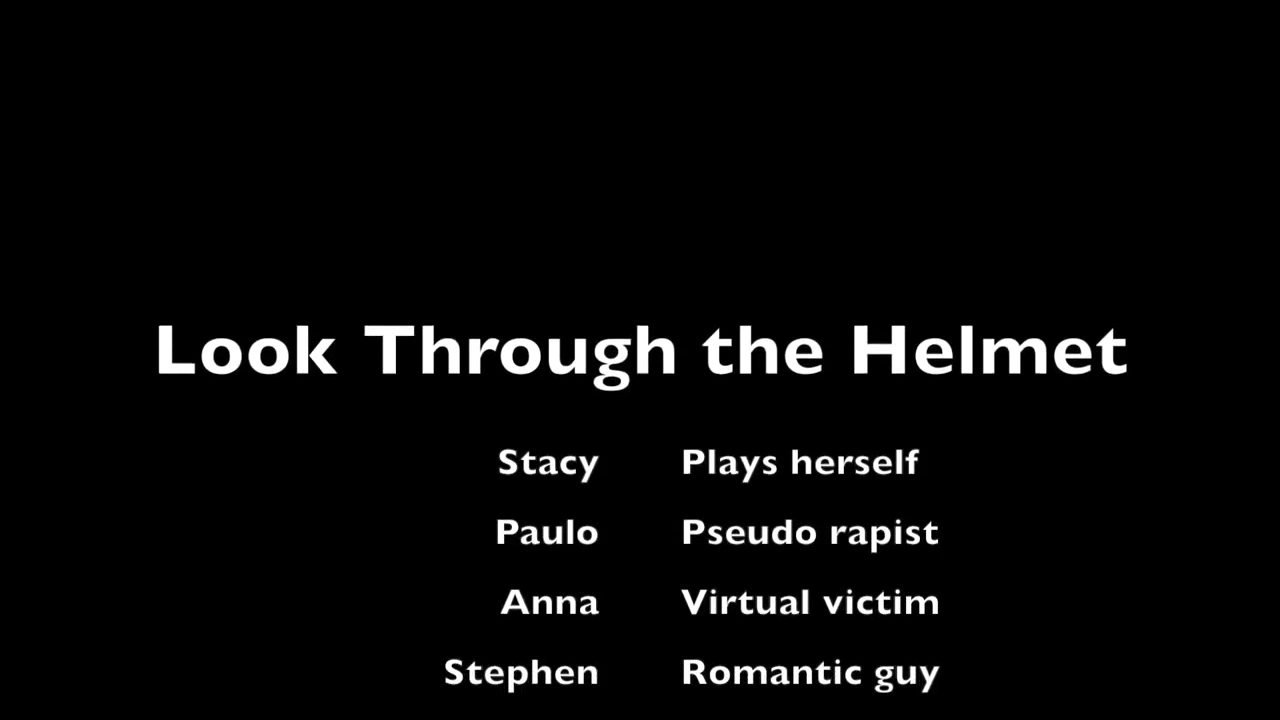 Look Through the Helmet
Stacy Plays herself
Paulo Pseudo rapist
Anna Virtual victim
Stephen Romantic guy